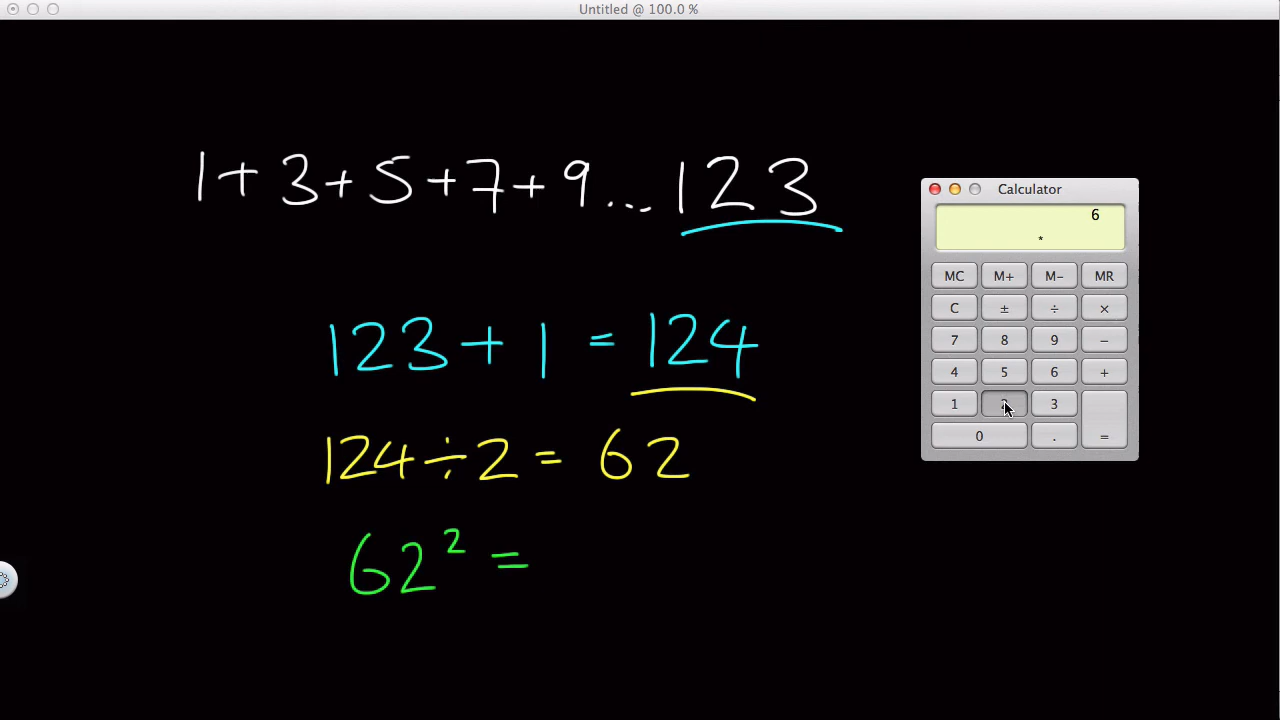 Untitled @ 100.0 %
1+3+5+7+9...123
123+1=124
124÷2=62
62²=
Calculator
6
*
MC M+ M- MR
C ± ÷ ×
7 8 9 −
4 5 6 +
1 2 3
0 . =